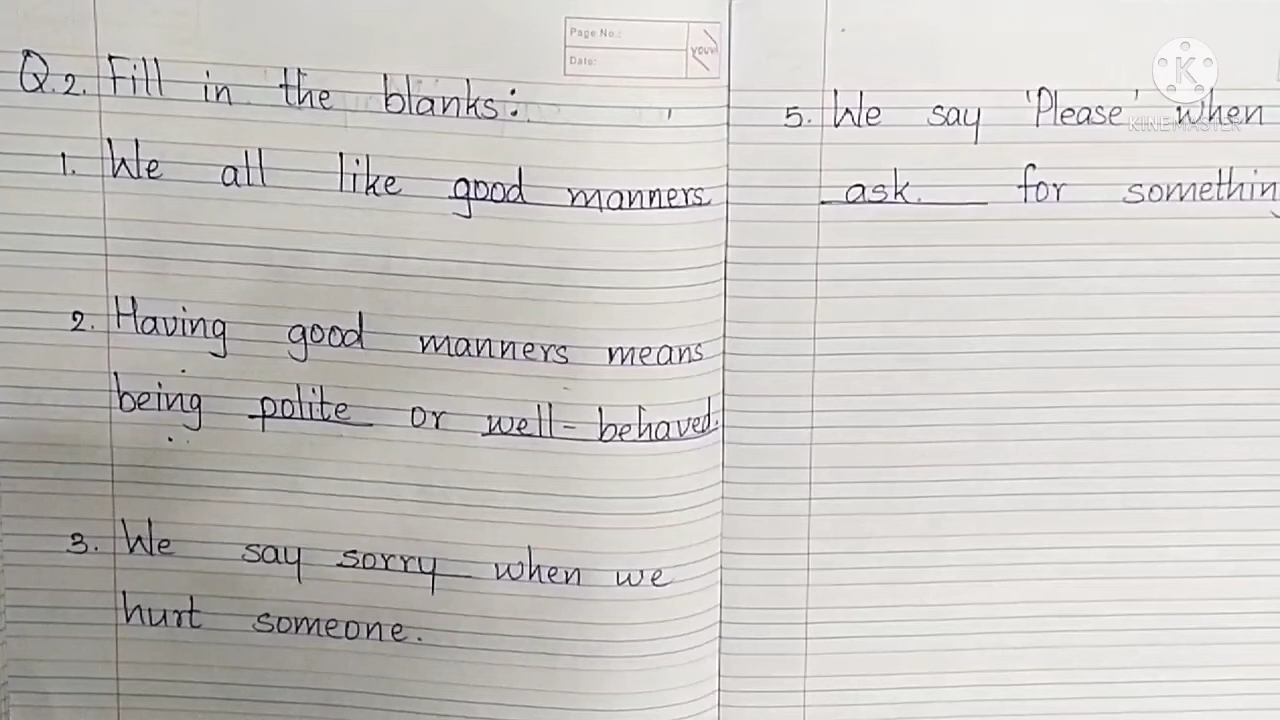 Page No.:
Date:
youva
Q.2. Fill in the blanks:
1. We all like good manners
2. Having good manners means
being polite or well-behaved.
3. We say sorry when we
hurt someone.
5. We say 'Please' when
ask. for somethin
K
KINEMASTER